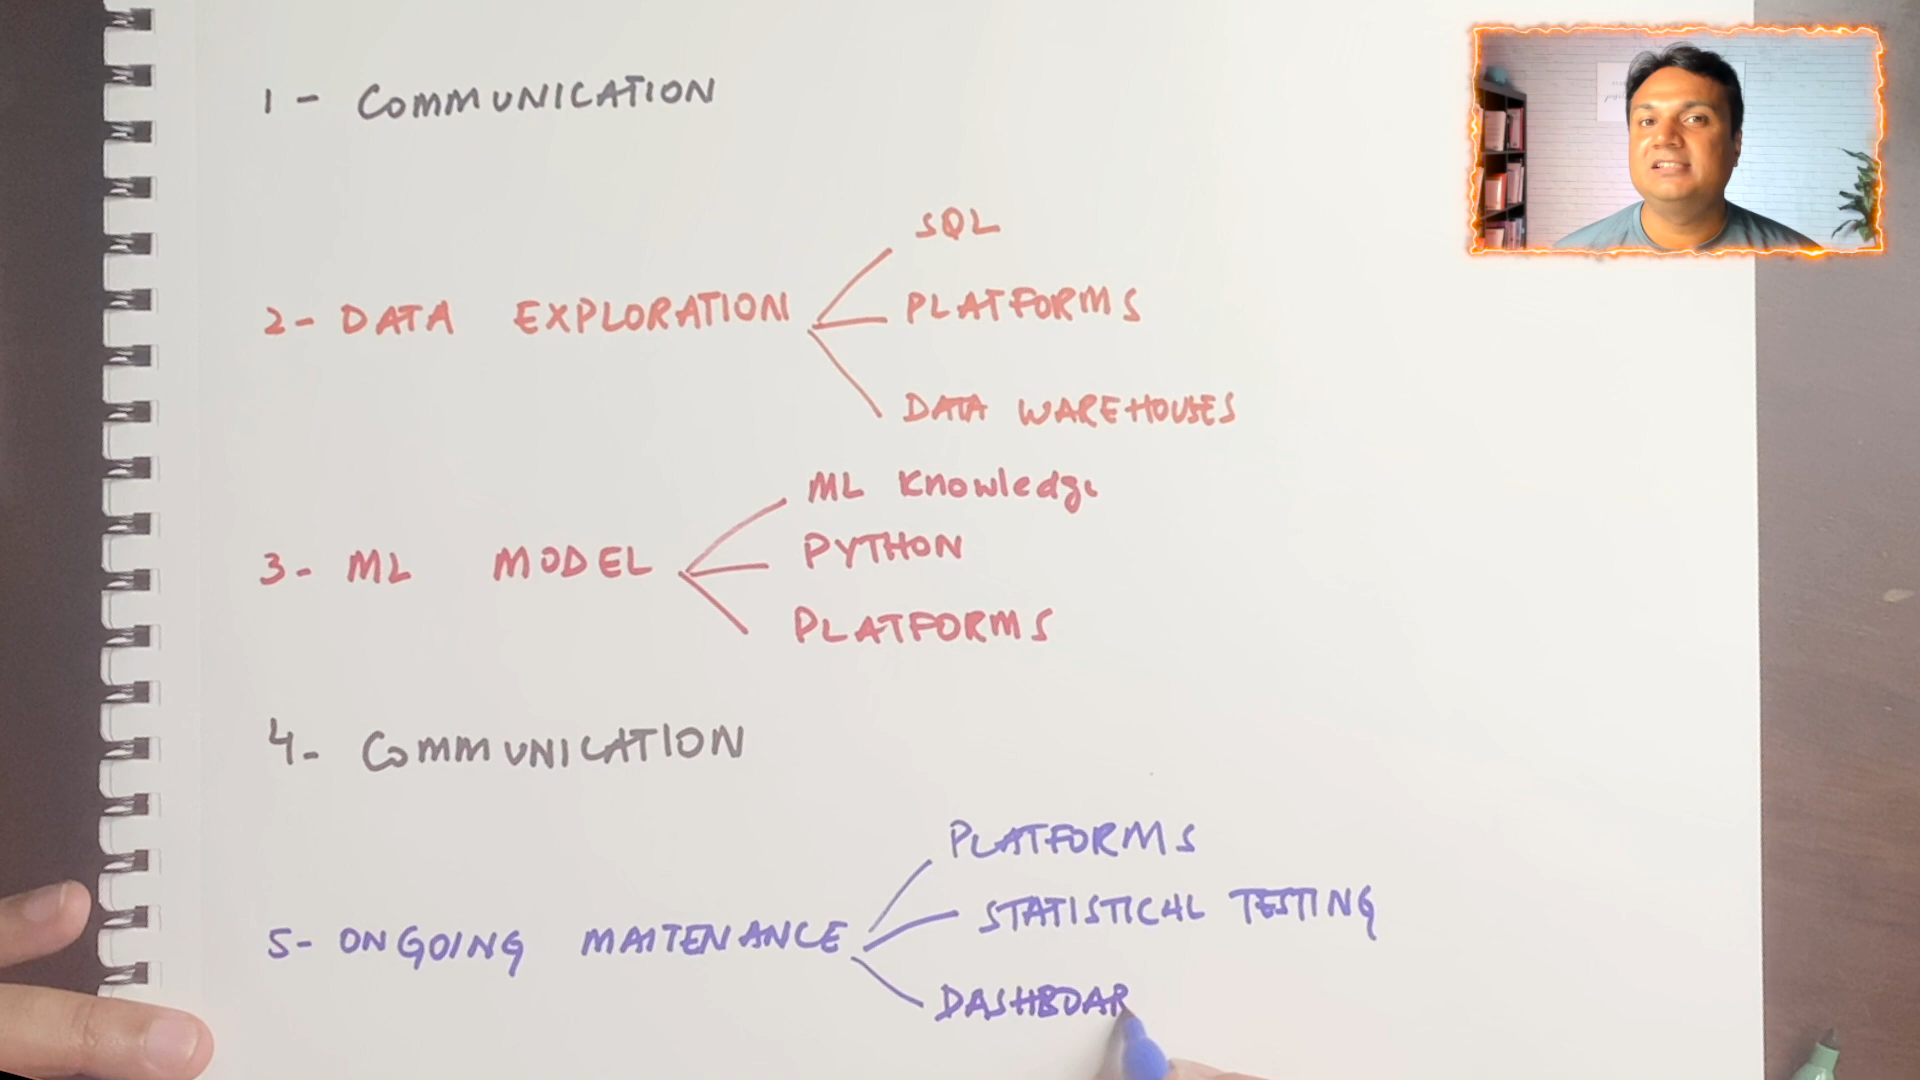 1 - COMMUNICATION
SQL
2 - DATA EXPLORATION
PLATFORMS
DATA WAREHOUSES
ML Knowledge
PYTHON
3 - ML MODEL
PLATFORMS
4 - COMMUNICATION
PLATFORMS
STATISTICAL TESTING
5 - ONGOING MAITENANCE
DASHBOAR